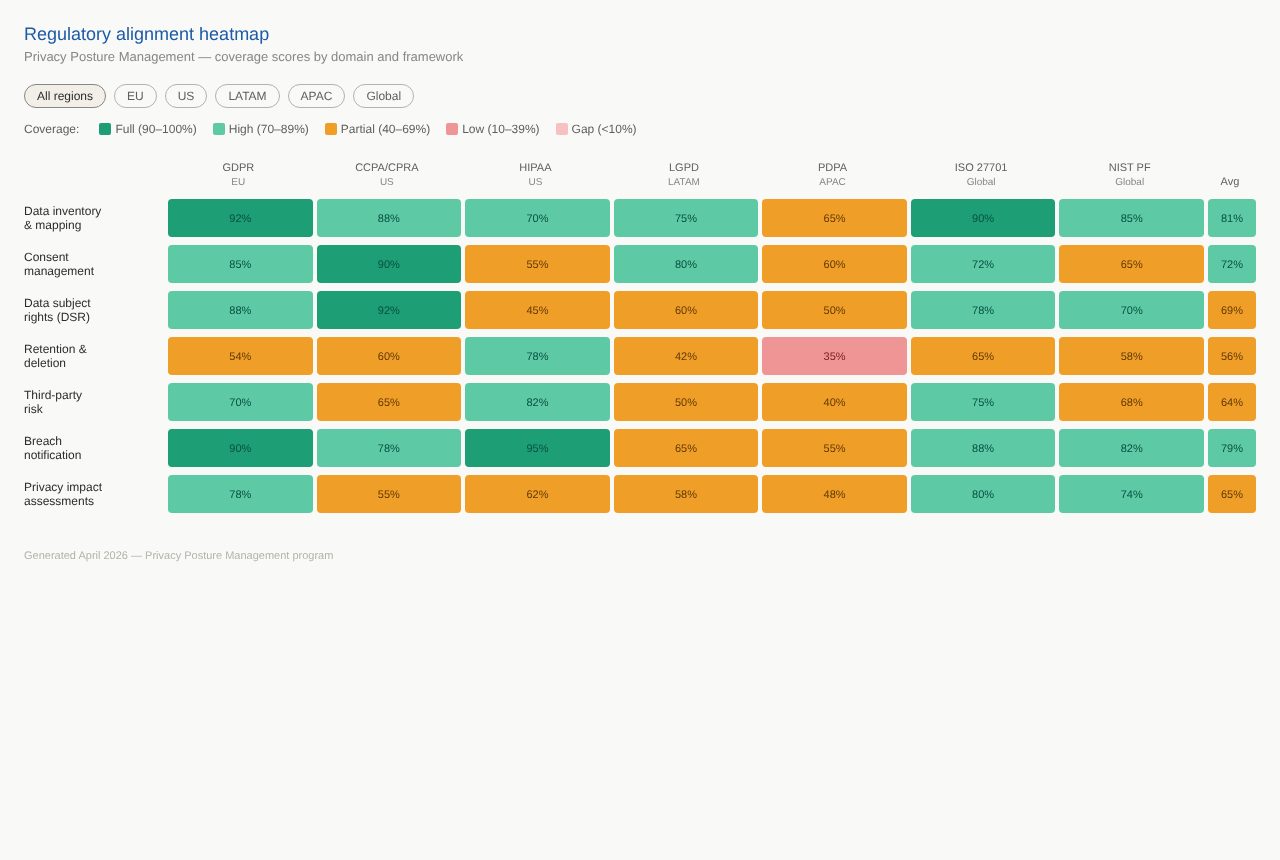 Regulatory alignment heatmap
Privacy Posture Management — coverage scores by domain and framework
All regions EU US LATAM APAC Global
Coverage: Full (90–100%) High (70–89%) Partial (40–69%) Low (10–39%) Gap (<10%)
GDPR CCPA/CPRA HIPAA LGPD PDPA ISO 27701 NIST PF
EU US US LATAM APAC Global Global Avg
Data inventory
& mapping 92% 88% 70% 75% 65% 90% 85% 81%
Consent
management 85% 90% 55% 80% 60% 72% 65% 72%
Data subject
rights (DSR) 88% 92% 45% 60% 50% 78% 70% 69%
Retention &
deletion 54% 60% 78% 42% 35% 65% 58% 56%
Third-party
risk 70% 65% 82% 50% 40% 75% 68% 64%
Breach
notification 90% 78% 95% 65% 55% 88% 82% 79%
Privacy impact
assessments 78% 55% 62% 58% 48% 80% 74% 65%
Generated April 2026 — Privacy Posture Management program